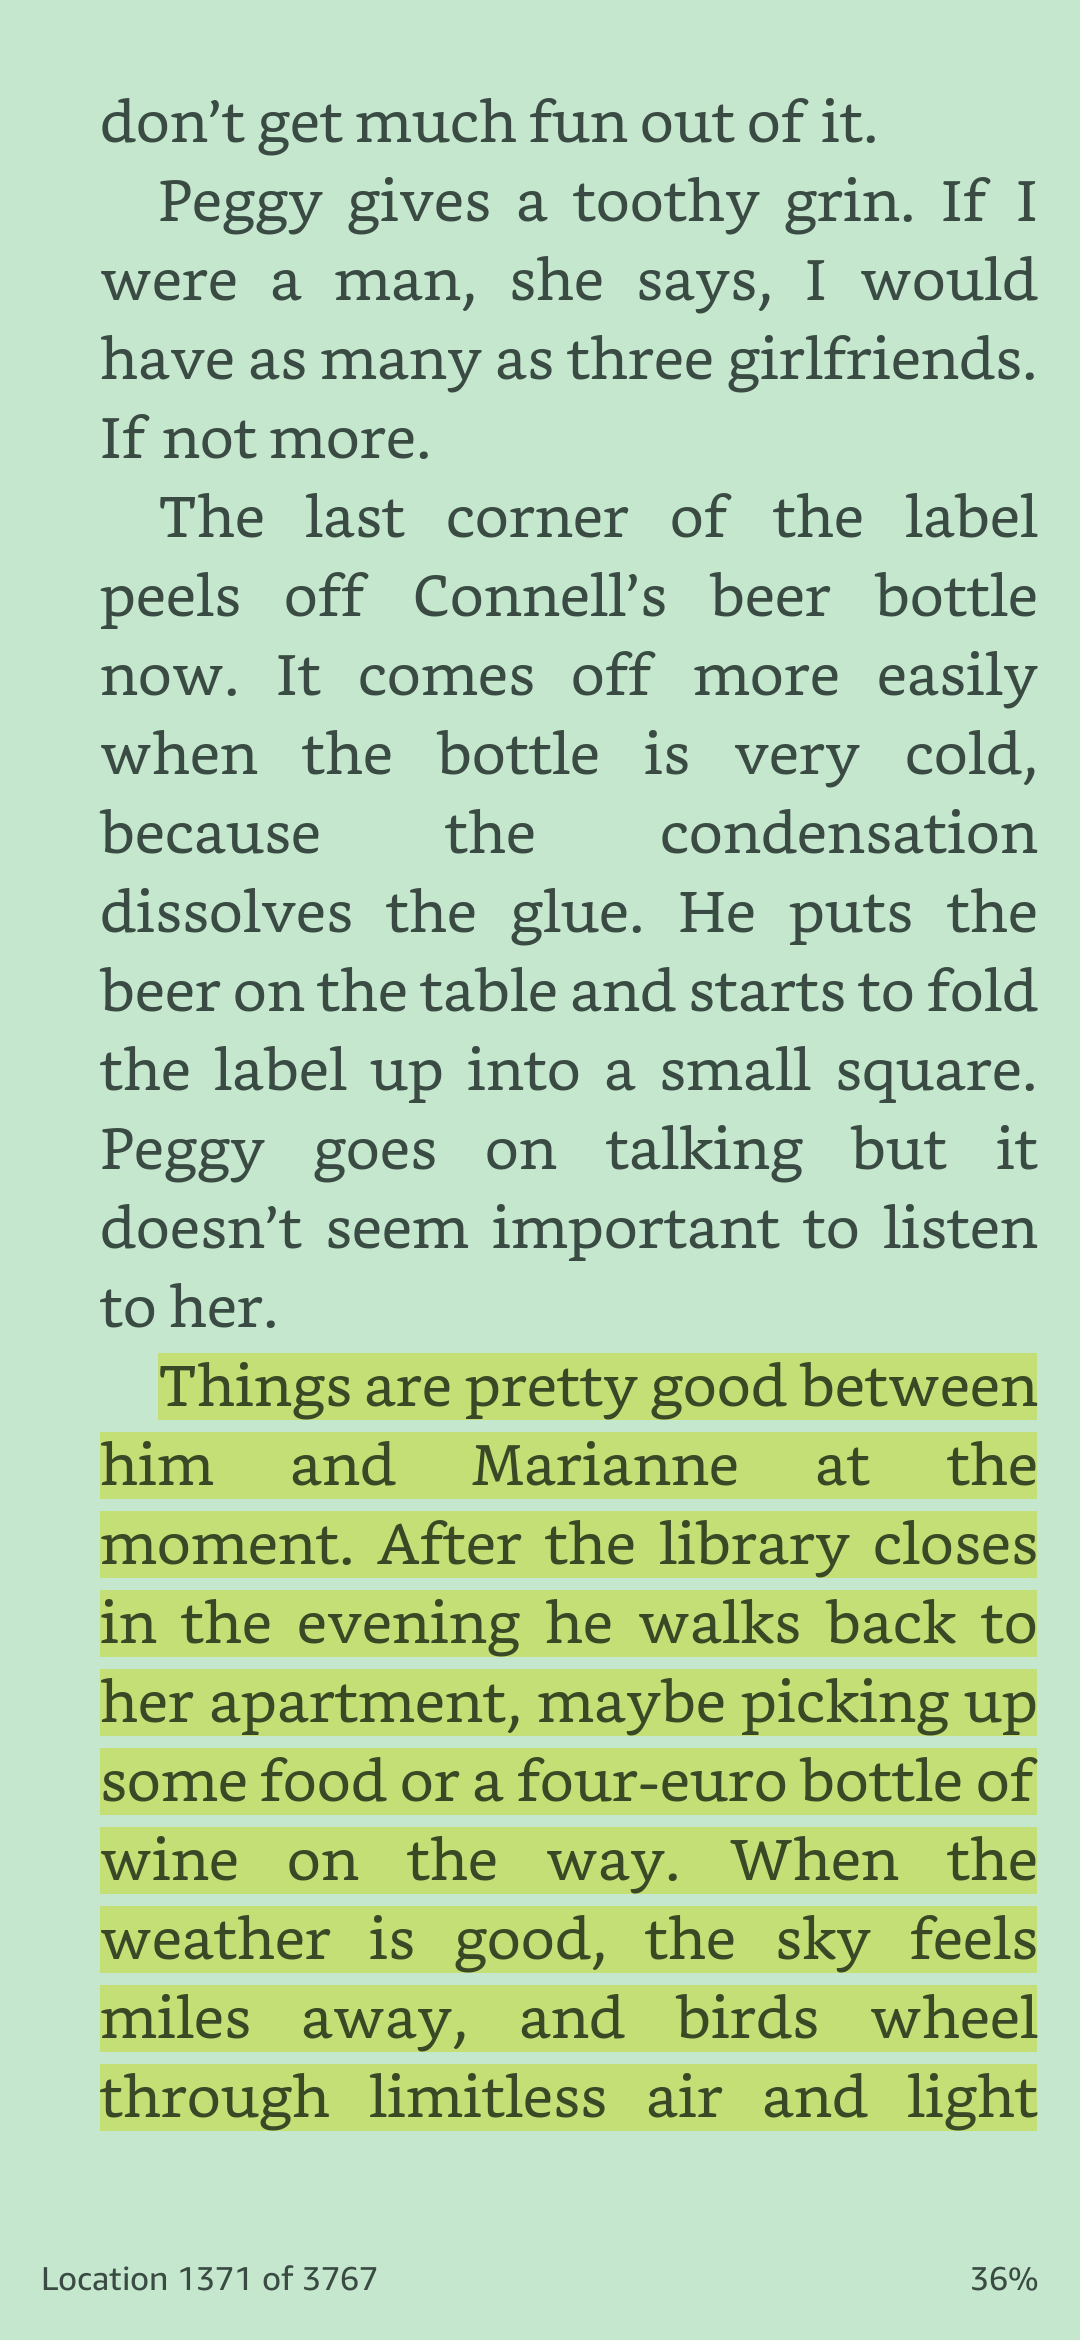 don’t get much fun out of it.
Peggy gives a toothy grin. If I
were a man, she says, I would
have as many as three girlfriends.
If not more.
The last corner of the label
peels off Connell’s beer bottle
now. It comes off more easily
when the bottle is very cold,
because the condensation
dissolves the glue. He puts the
beer on the table and starts to fold
the label up into a small square.
Peggy goes on talking but it
doesn’t seem important to listen
to her.
Things are pretty good between
him and Marianne at the
moment. After the library closes
in the evening he walks back to
her apartment, maybe picking up
some food or a four-euro bottle of
wine on the way. When the
weather is good, the sky feels
miles away, and birds wheel
through limitless air and light
Location 1371 of 3767
36%